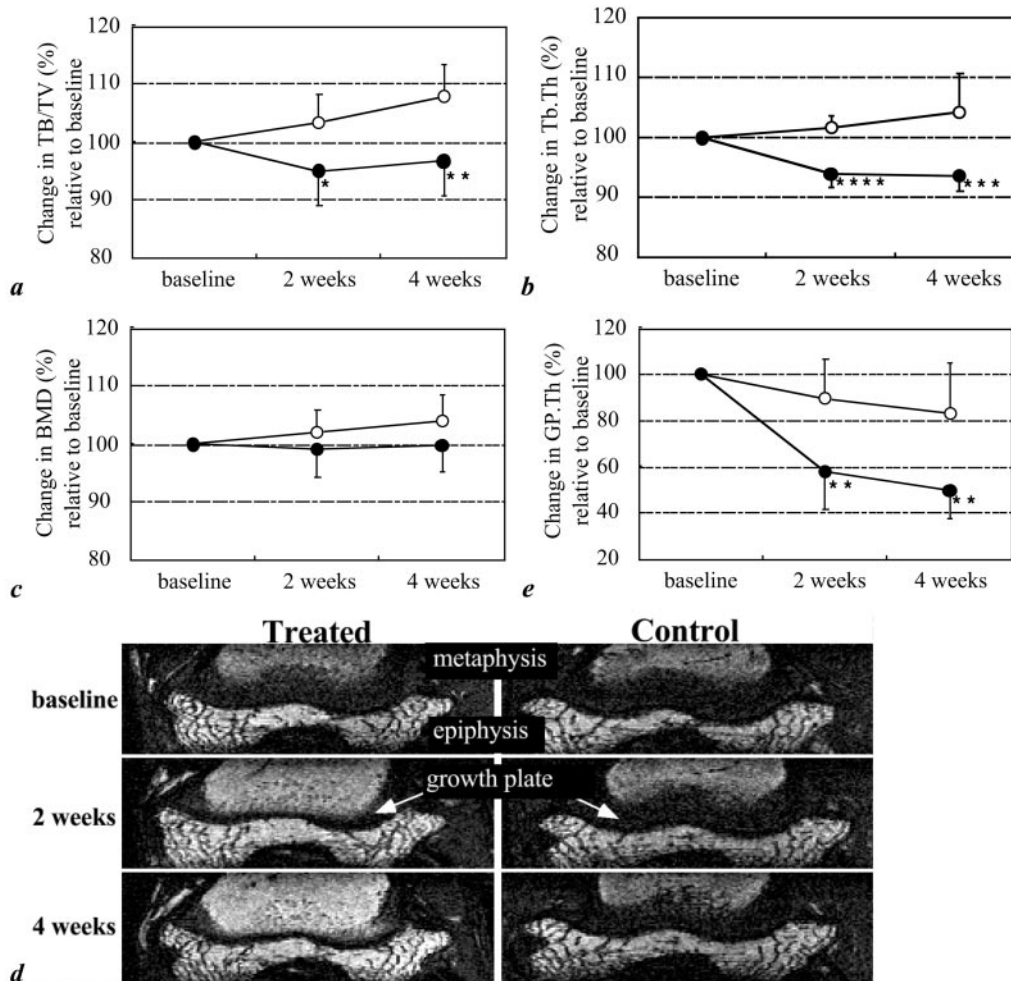 120
110
100
90
80
Change in TB/TV (%)
relative to baseline
*
* *
baseline 2 weeks 4 weeks
a
120
110
100
90
80
Change in Tb.Th (%)
relative to baseline
* * * *
* * *
baseline 2 weeks 4 weeks
b
120
110
100
90
80
Change in BMD (%)
relative to baseline
baseline 2 weeks 4 weeks
c
120
100
80
60
40
20
Change in GP.Th (%)
relative to baseline
* *
* *
baseline 2 weeks 4 weeks
e
Treated Control
metaphysis
baseline
epiphysis
growth plate
2 weeks
4 weeks
d